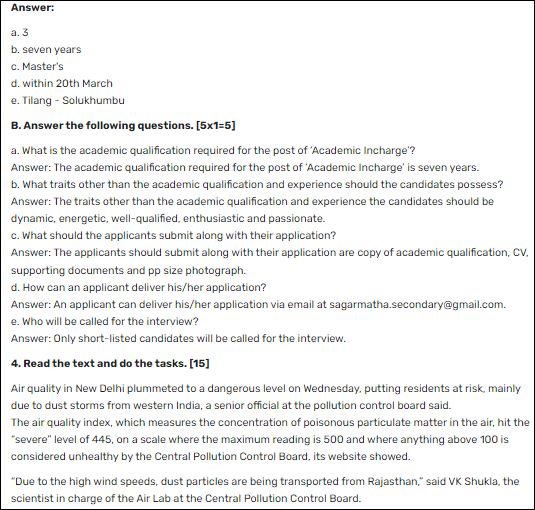 Answer:
a. 3
b. seven years
c. Master's
d. within 20th March
e. Tilang - Solukhumbu
B. Answer the following questions. [5x1=5]
a. What is the academic qualification required for the post of 'Academic Incharge'?
Answer: The academic qualification required for the post of 'Academic Incharge' is seven years.
b. What traits other than the academic qualification and experience should the candidates possess?
Answer: The traits other than the academic qualification and experience the candidates should be
dynamic, energetic, well-qualified, enthusiastic and passionate.
c. What should the applicants submit along with their application?
Answer: The applicants should submit along with their application are copy of academic qualification, CV,
supporting documents and pp size photograph.
d. How can an applicant deliver his/her application?
Answer: An applicant can deliver his/her application via email at sagarmatha.secondary@gmail.com.
e. Who will be called for the interview?
Answer: Only short-listed candidates will be called for the interview.
4. Read the text and do the tasks. [15]
Air quality in New Delhi plummeted to a dangerous level on Wednesday, putting residents at risk, mainly
due to dust storms from western India, a senior official at the pollution control board said.
The air quality index, which measures the concentration of poisonous particulate matter in the air, hit the
"severe" level of 445, on a scale where the maximum reading is 500 and where anything above 100 is
considered unhealthy by the Central Pollution Control Board, its website showed.
"Due to the high wind speeds, dust particles are being transported from Rajasthan," said VK Shukla, the
scientist in charge of the Air Lab at the Central Pollution Control Board.